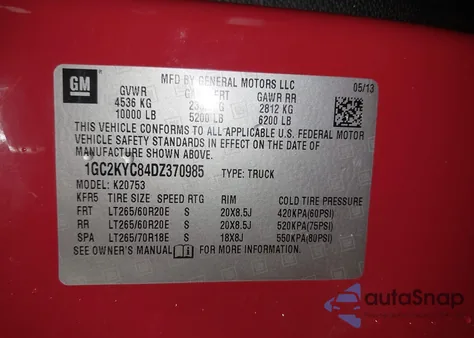 GM
MFD BY GENERAL MOTORS LLC 05/13
GVWR GAWR FRT GAWR RR
4536 KG 2812 KG
10000 LB 5200 LB 6200 LB
THIS VEHICLE CONFORMS TO ALL APPLICABLE U.S. FEDERAL MOTOR
VEHICLE SAFETY STANDARDS IN EFFECT ON THE DATE OF
MANUFACTURE SHOWN ABOVE.
1GC2KYC84DZ370985 TYPE: TRUCK
MODEL: K20753
KFR5 TIRE SIZE SPEED RTG RIM COLD TIRE PRESSURE
FRT LT265/60R20E S 20X8.5J 420KPA(60PSI)
RR LT265/60R20E S 20X8.5J 520KPA(75PSI)
SPA LT265/70R18E S 18X8J 550KPA(80PSI)
SEE OWNER'S MANUAL FOR MORE INFORMATION.
autoSnap